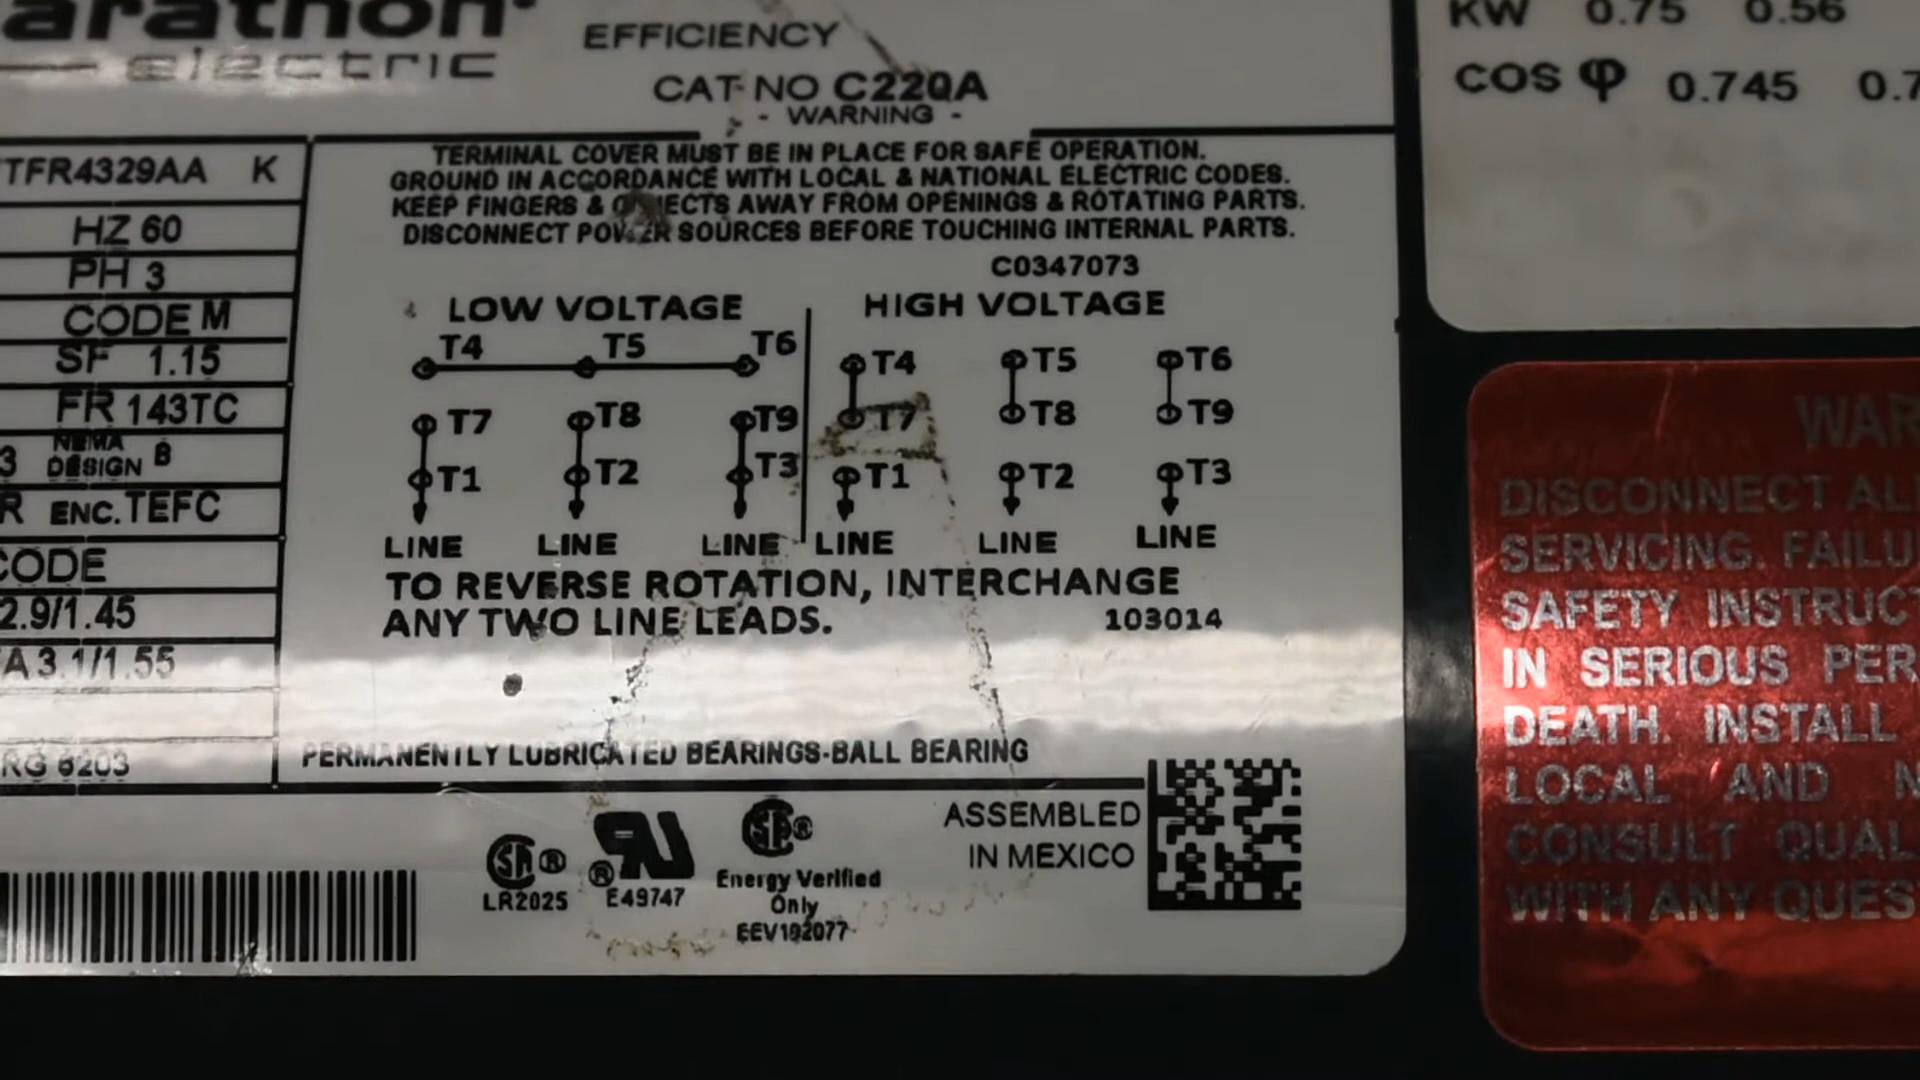 arathon®
electric
EFFICIENCY
CAT NO C220A
- WARNING -
TERMINAL COVER MUST BE IN PLACE FOR SAFE OPERATION.
GROUND IN ACCORDANCE WITH LOCAL & NATIONAL ELECTRIC CODES.
KEEP FINGERS & AWAY FROM OPENINGS & ROTATING PARTS.
DISCONNECT POWER SOURCES BEFORE TOUCHING INTERNAL PARTS.
C0347073
TFR4329AA K
HZ 60
PH 3
CODE M
SF 1.15
FR 143TC
3 NEMA DESIGN B
R ENC. TEFC
CODE
2.9/1.45
A 3.1/1.55
RG 6203
LOW VOLTAGE
T4 T5 T6
T7 T8 T9
T1 T2 T3
LINE LINE LINE
HIGH VOLTAGE
T4 T5 T6
T7 T8 T9
T1 T2 T3
LINE LINE LINE
TO REVERSE ROTATION, INTERCHANGE
ANY TWO LINE LEADS. 103014
PERMANENTLY LUBRICATED BEARINGS-BALL BEARING
SA® LR2025
® RU E49747
SA® Energy Verified
Only
EEV192077
ASSEMBLED
IN MEXICO
KW 0.75 0.56
COS φ 0.745 0.7
WAR
DISCONNECT AL
SERVICING. FAILU
SAFETY INSTRUCT
IN SERIOUS PER
DEATH. INSTALL
LOCAL AND N
CONSULT QUAL
WITH ANY QUES